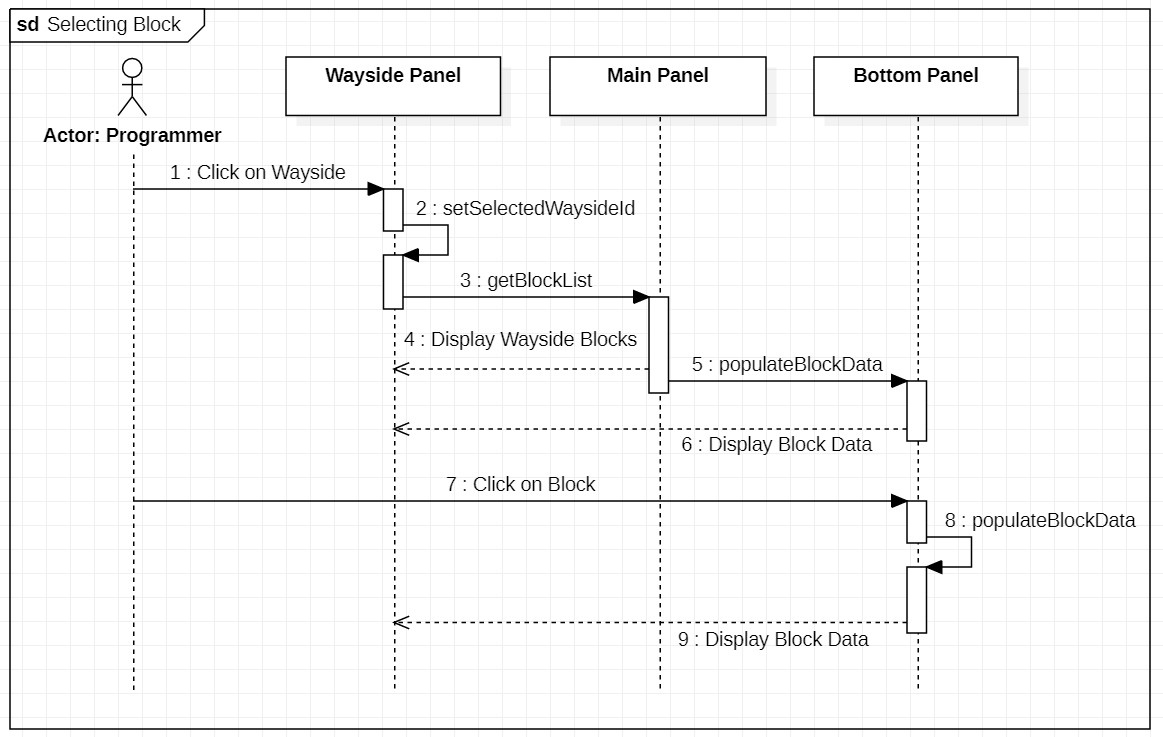 sd Selecting Block
Wayside Panel
Main Panel
Bottom Panel
Actor: Programmer
1 : Click on Wayside
2 : setSelectedWaysideId
3 : getBlockList
4 : Display Wayside Blocks
5 : populateBlockData
6 : Display Block Data
7 : Click on Block
8 : populateBlockData
9 : Display Block Data